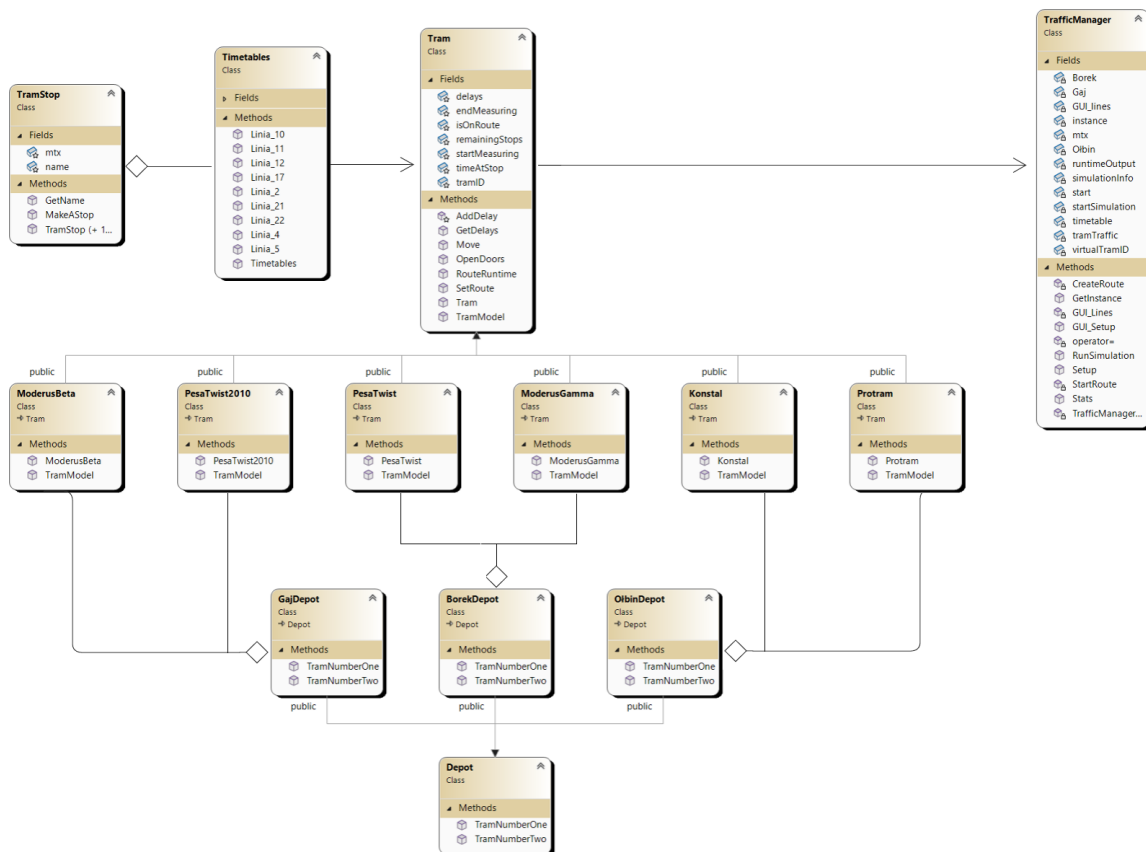 TramStop
Class
Fields
mtx
name
Methods
GetName
MakeAStop
TramStop (+ 1...
Timetables
Class
Fields
Methods
Linia_10
Linia_11
Linia_12
Linia_17
Linia_2
Linia_21
Linia_22
Linia_4
Linia_5
Timetables
Tram
Class
Fields
delays
endMeasuring
isOnRoute
remainingStops
startMeasuring
timeAtStop
tramID
Methods
AddDelay
GetDelays
Move
OpenDoors
RouteRuntime
SetRoute
Tram
TramModel
TrafficManager
Class
Fields
Borek
Gaj
GUI_lines
instance
mtx
Ołbin
runtimeOutput
simulationInfo
start
startSimulation
timetable
tramTraffic
virtualTramID
Methods
CreateRoute
GetInstance
GUI_Lines
GUI_Setup
operator=
RunSimulation
Setup
StartRoute
Stats
TrafficManager...
public
public
public
public
public
public
ModerusBeta
Class
Tram
Methods
ModerusBeta
TramModel
PesaTwist2010
Class
Tram
Methods
PesaTwist2010
TramModel
PesaTwist
Class
Tram
Methods
PesaTwist
TramModel
ModerusGamma
Class
Tram
Methods
ModerusGamma
TramModel
Konstal
Class
Tram
Methods
Konstal
TramModel
Protram
Class
Tram
Methods
Protram
TramModel
GajDepot
Class
Depot
Methods
TramNumberOne
TramNumberTwo
BorekDepot
Class
Depot
Methods
TramNumberOne
TramNumberTwo
OłbinDepot
Class
Depot
Methods
TramNumberOne
TramNumberTwo
public
public
public
Depot
Class
Methods
TramNumberOne
TramNumberTwo